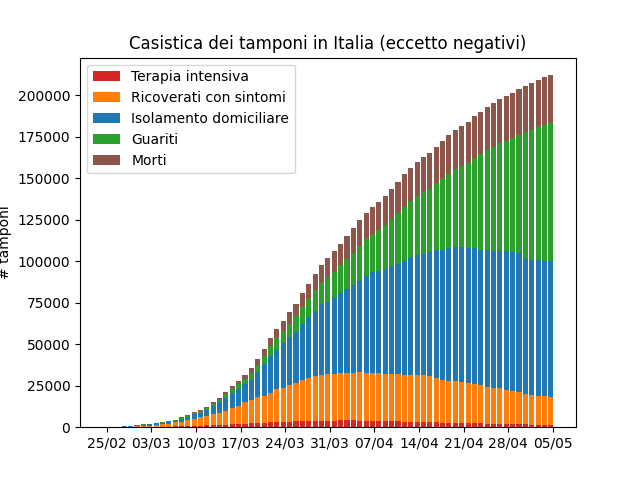 Casistica dei tamponi in Italia (eccetto negativi)
Terapia intensiva
Ricoverati con sintomi
Isolamento domiciliare
Guariti
Morti
# tamponi
200000
175000
150000
125000
100000
75000
50000
25000
0
25/02 03/03 10/03 17/03 24/03 31/03 07/04 14/04 21/04 28/04 05/05